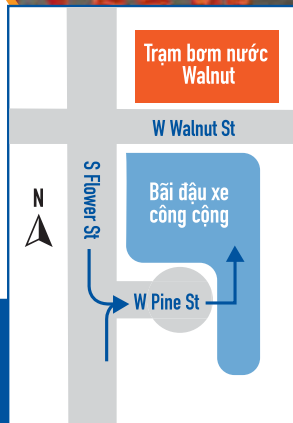 Trạm bơm nước
Walnut
W Walnut St
S Flower St
N
Bãi đậu xe
công cộng
W Pine St